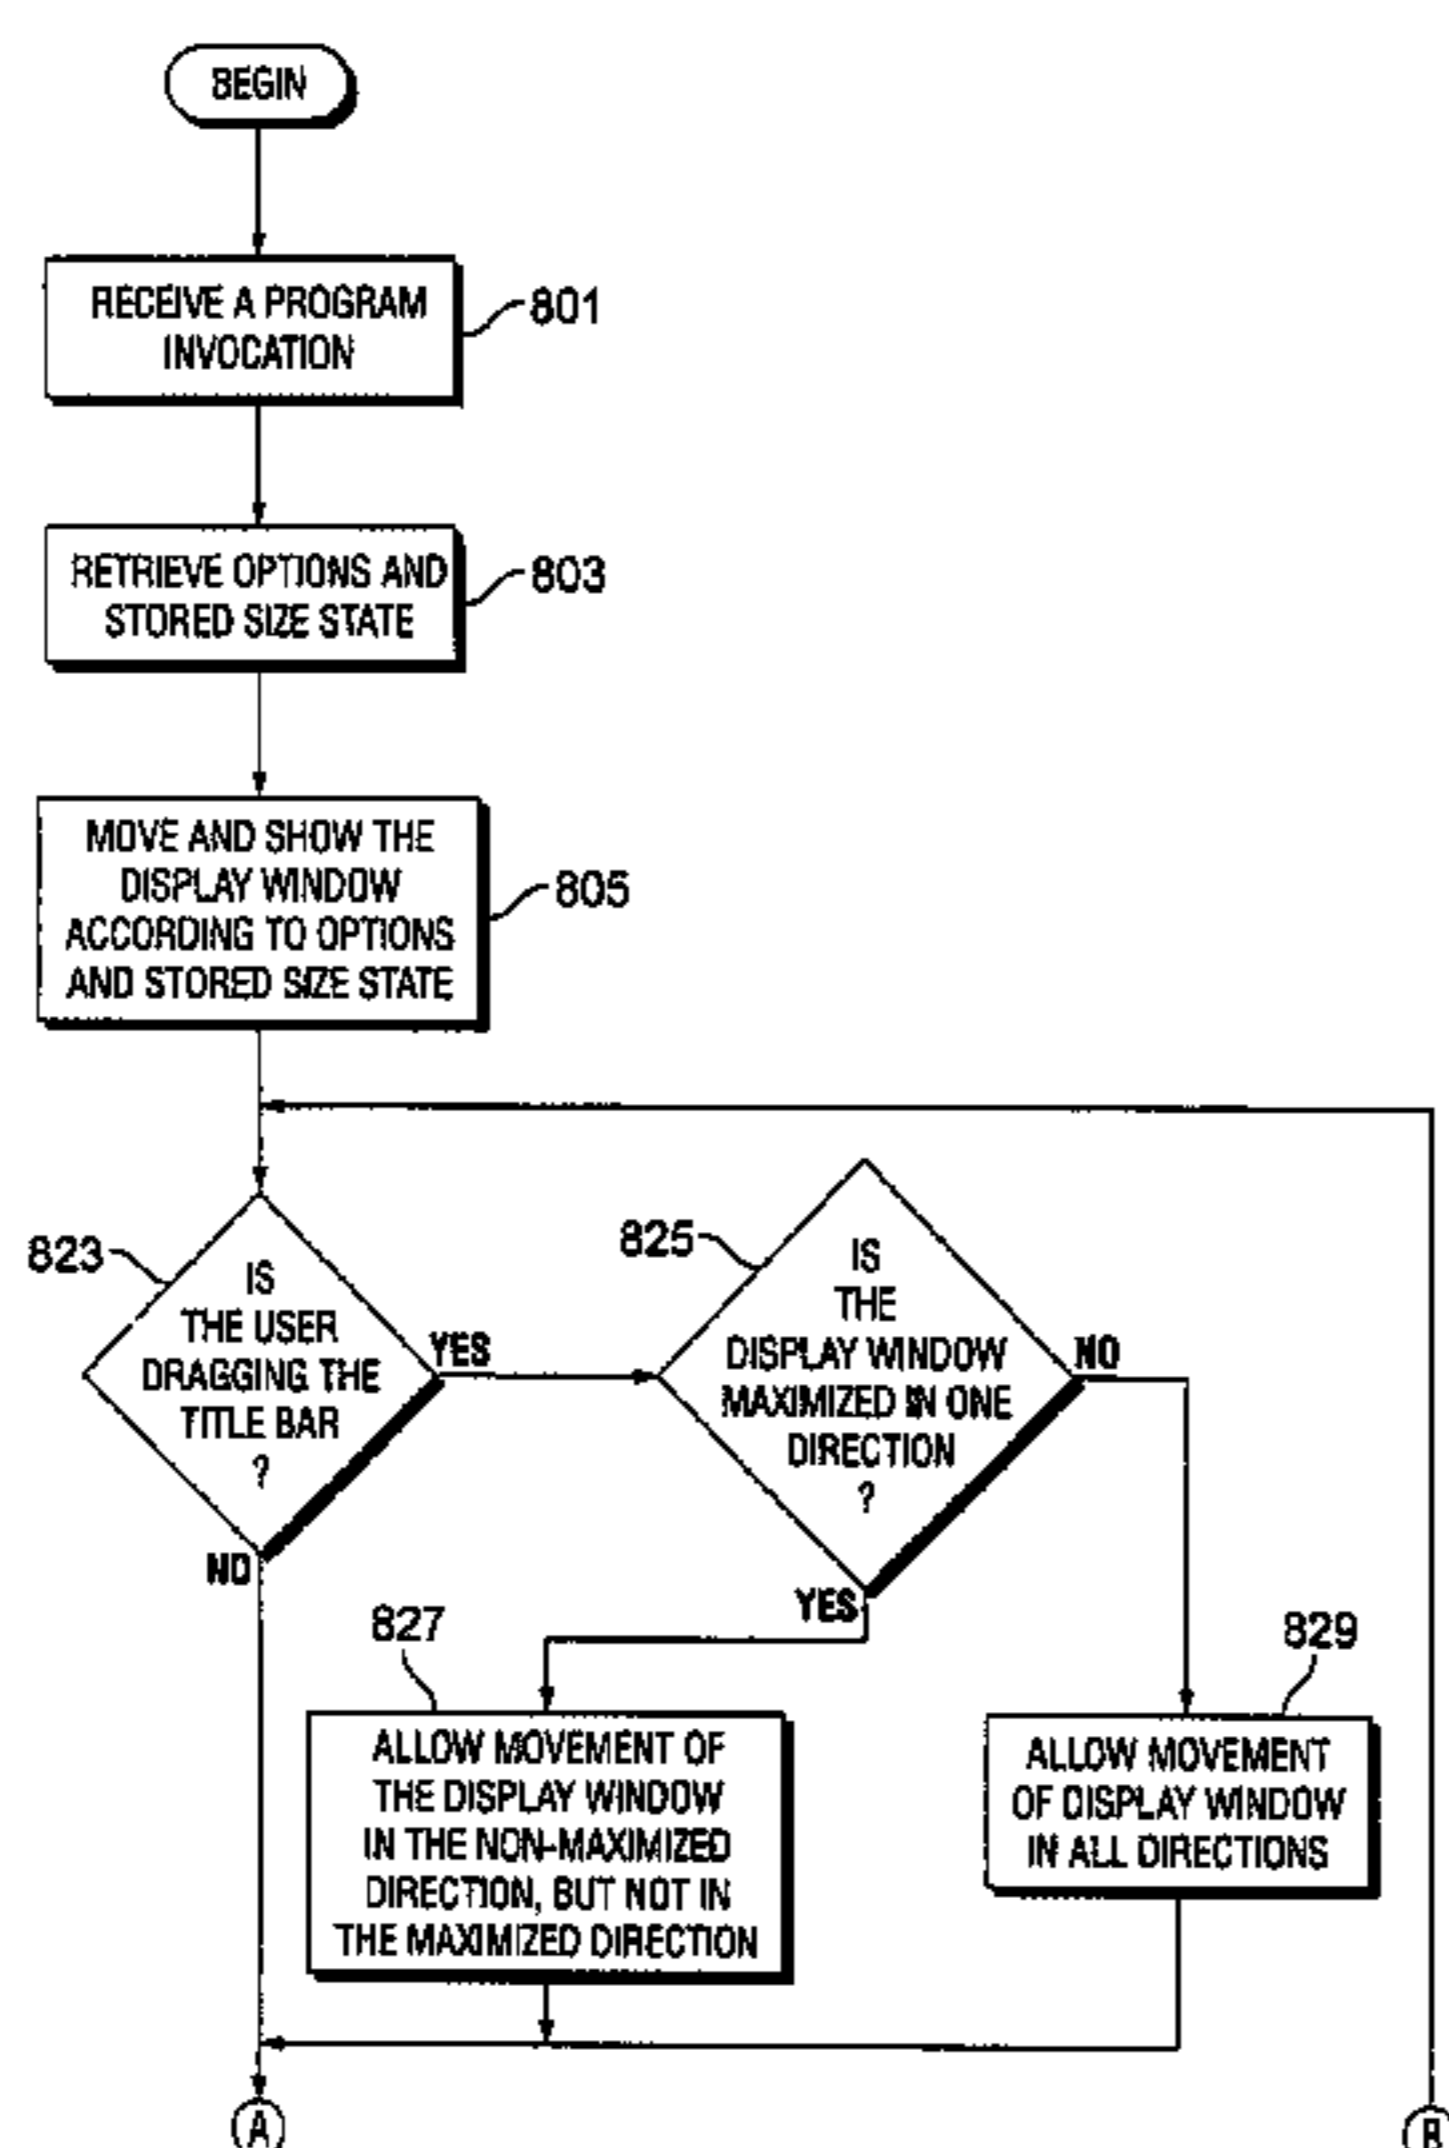 BEGIN
RECEIVE A PROGRAM
INVOCATION
801
RETRIEVE OPTIONS AND
STORED SIZE STATE
803
MOVE AND SHOW THE
DISPLAY WINDOW
ACCORDING TO OPTIONS
AND STORED SIZE STATE
805
823
IS
THE USER
DRAGGING THE
TITLE BAR
?
YES
NO
825
IS
THE
DISPLAY WINDOW
MAXIMIZED IN ONE
DIRECTION
?
NO
YES
827
ALLOW MOVEMENT OF
THE DISPLAY WINDOW
IN THE NON-MAXIMIZED
DIRECTION, BUT NOT IN
THE MAXIMIZED DIRECTION
829
ALLOW MOVEMENT
OF DISPLAY WINDOW
IN ALL DIRECTIONS
A
B